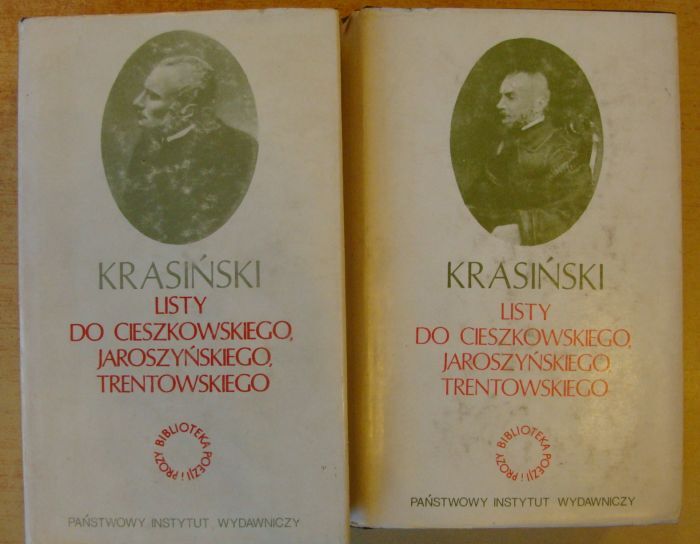 KRASIŃSKI
LISTY
DO CIESZKOWSKIEGO,
JAROSZYŃSKIEGO,
TRENTOWSKIEGO
BIBLIOTEKA POEZJI i PROZY
PAŃSTWOWY INSTYTUT WYDAWNICZY
KRASIŃSKI
LISTY
DO CIESZKOWSKIEGO,
JAROSZYŃSKIEGO,
TRENTOWSKIEGO
BIBLIOTEKA POEZJI i PROZY
PAŃSTWOWY INSTYTUT WYDAWNICZY